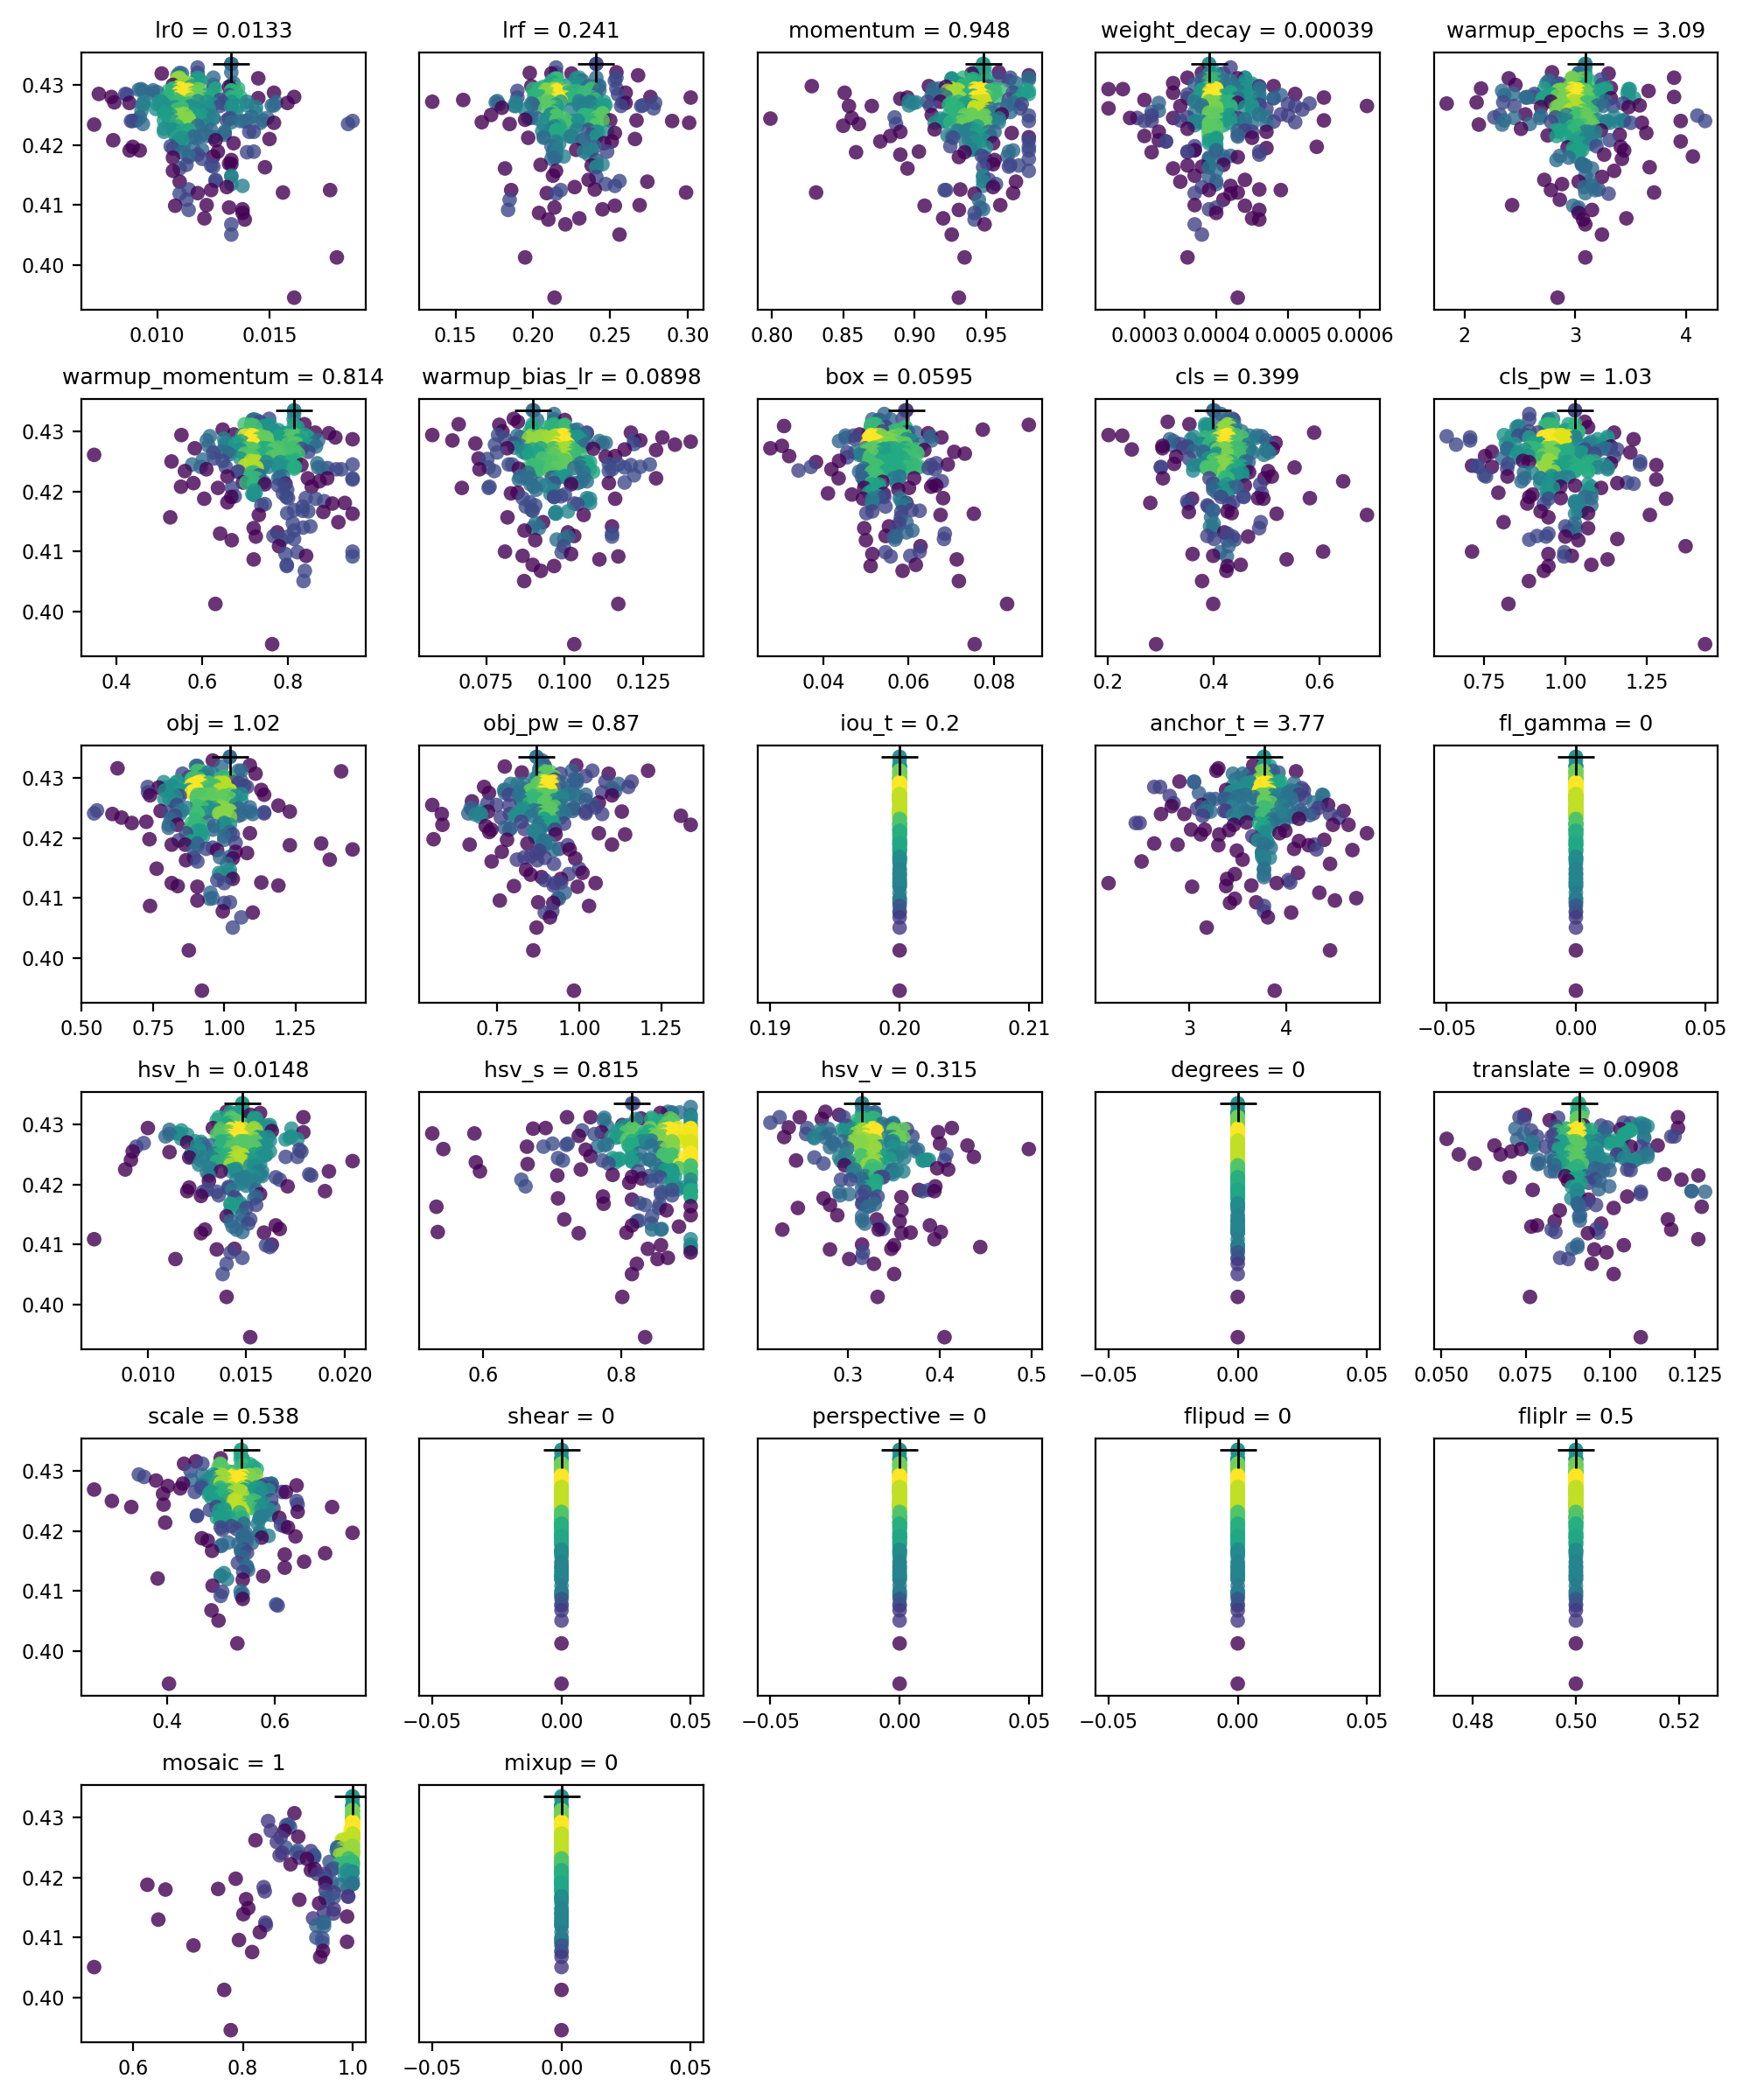 lr0 = 0.0133 lrf = 0.241 momentum = 0.948 weight_decay = 0.00039 warmup_epochs = 3.09
0.43
0.42
0.41
0.40
0.010 0.015 0.15 0.20 0.25 0.30 0.80 0.85 0.90 0.95 0.0003 0.0004 0.0005 0.0006 2 3 4
warmup_momentum = 0.814 warmup_bias_lr = 0.0898 box = 0.0595 cls = 0.399 cls_pw = 1.03
0.43
0.42
0.41
0.40
0.4 0.6 0.8 0.075 0.100 0.125 0.04 0.06 0.08 0.2 0.4 0.6 0.75 1.00 1.25
obj = 1.02 obj_pw = 0.87 iou_t = 0.2 anchor_t = 3.77 fl_gamma = 0
0.43
0.42
0.41
0.40
0.50 0.75 1.00 1.25 0.75 1.00 1.25 0.19 0.20 0.21 3 4 −0.05 0.00 0.05
hsv_h = 0.0148 hsv_s = 0.815 hsv_v = 0.315 degrees = 0 translate = 0.0908
0.43
0.42
0.41
0.40
0.010 0.015 0.020 0.6 0.8 0.3 0.4 0.5 −0.05 0.00 0.05 0.050 0.075 0.100 0.125
scale = 0.538 shear = 0 perspective = 0 flipud = 0 fliplr = 0.5
0.43
0.42
0.41
0.40
0.4 0.6 −0.05 0.00 0.05 −0.05 0.00 0.05 −0.05 0.00 0.05 0.48 0.50 0.52
mosaic = 1 mixup = 0
0.43
0.42
0.41
0.40
0.6 0.8 1.0 −0.05 0.00 0.05